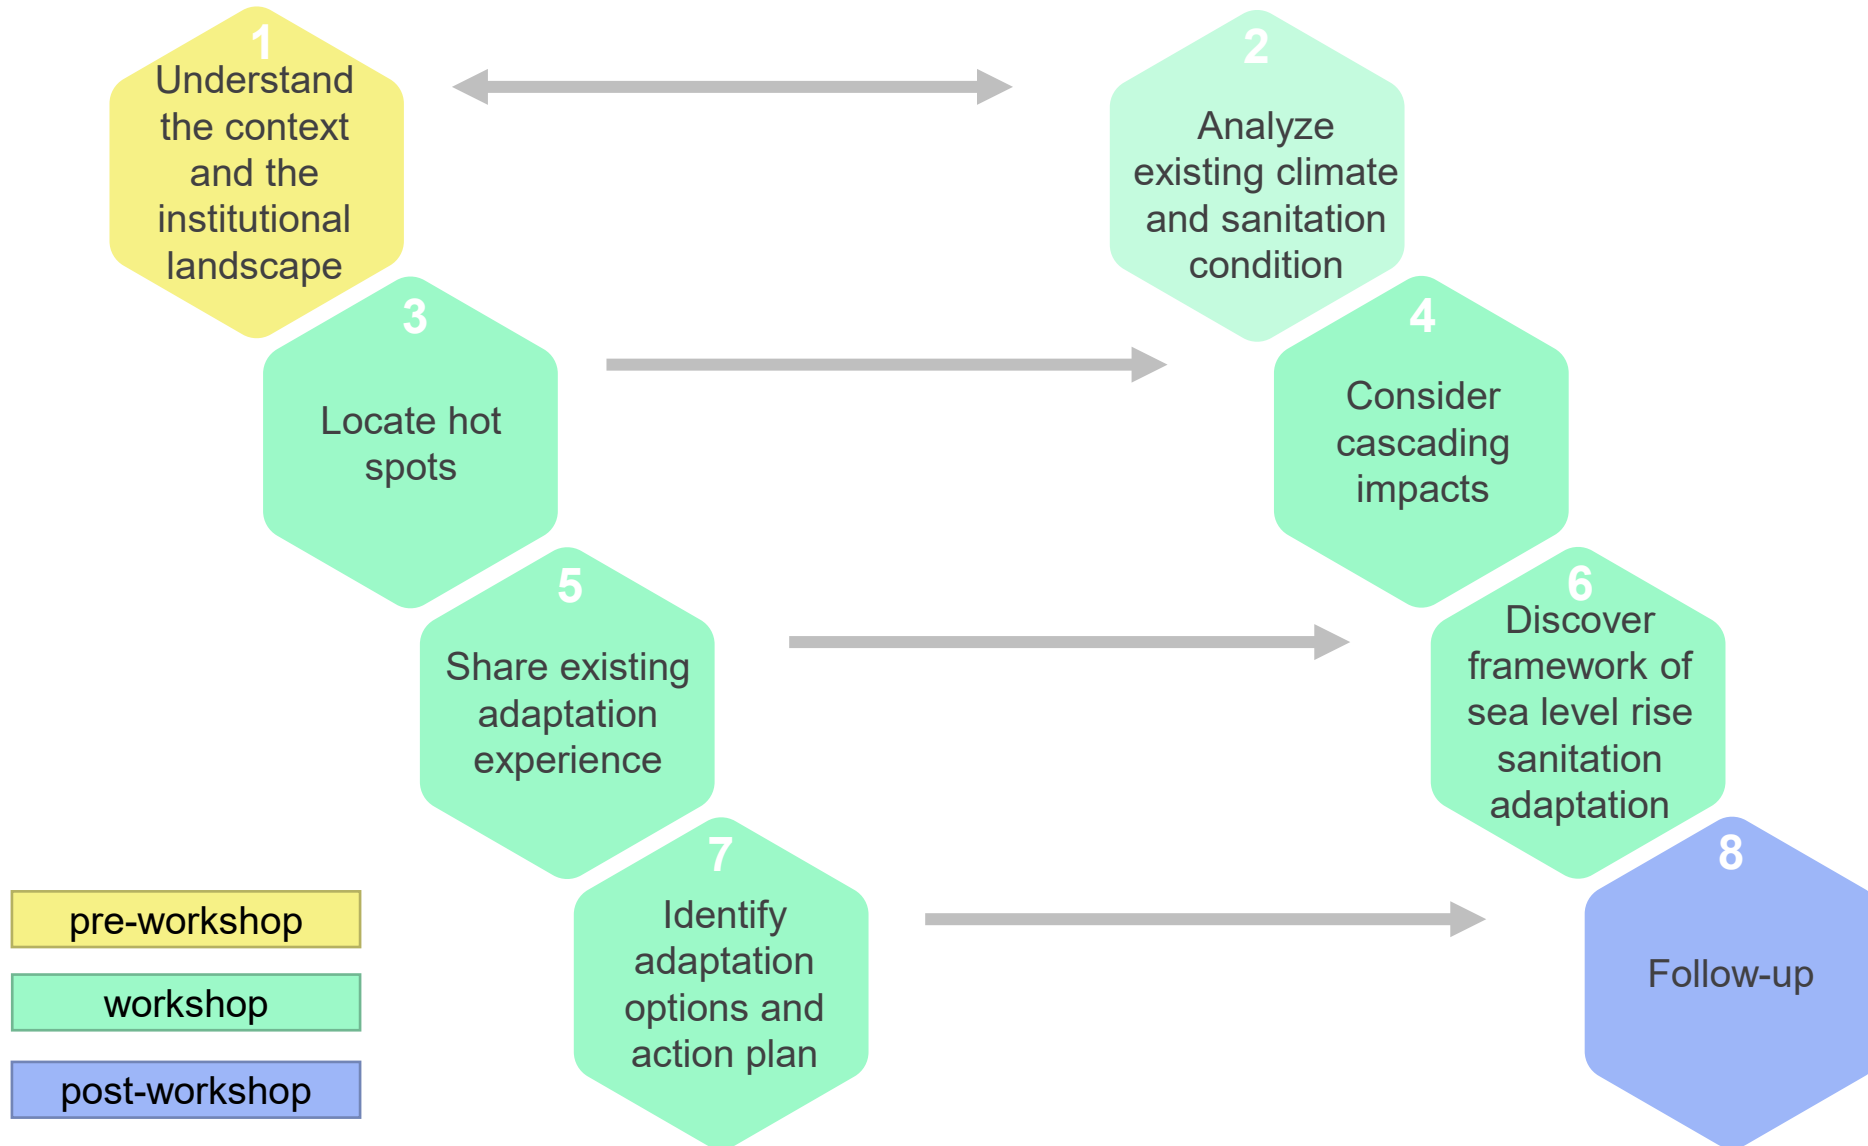 1
Understand
the context
and the
institutional
landscape
2
Analyze
existing climate
and sanitation
condition
3
Locate hot
spots
4
Consider
cascading
impacts
5
Share existing
adaptation
experience
6
Discover
framework of
sea level rise
sanitation
adaptation
7
Identify
adaptation
options and
action plan
8
Follow-up
pre-workshop
workshop
post-workshop